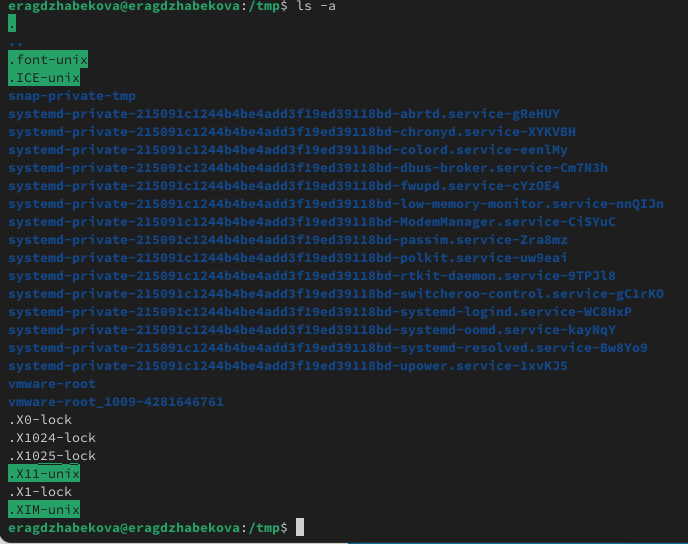 eragdzhabekova@eragdzhabekova:/tmp$ ls -a
.
..
.font-unix
.ICE-unix
snap-private-tmp
systemd-private-215091c1244b4be4add3f19ed39118bd-abrtd.service-gReHUY
systemd-private-215091c1244b4be4add3f19ed39118bd-chronyd.service-XYKVBH
systemd-private-215091c1244b4be4add3f19ed39118bd-colord.service-eenlMy
systemd-private-215091c1244b4be4add3f19ed39118bd-dbus-broker.service-Cm7N3h
systemd-private-215091c1244b4be4add3f19ed39118bd-fwupd.service-cYzOE4
systemd-private-215091c1244b4be4add3f19ed39118bd-low-memory-monitor.service-nnQIJn
systemd-private-215091c1244b4be4add3f19ed39118bd-ModemManager.service-CiSYuC
systemd-private-215091c1244b4be4add3f19ed39118bd-passim.service-Zra8mz
systemd-private-215091c1244b4be4add3f19ed39118bd-polkit.service-uw9eai
systemd-private-215091c1244b4be4add3f19ed39118bd-rtkit-daemon.service-9TPJl8
systemd-private-215091c1244b4be4add3f19ed39118bd-switcheroo-control.service-gC1rKO
systemd-private-215091c1244b4be4add3f19ed39118bd-systemd-logind.service-WC8HxP
systemd-private-215091c1244b4be4add3f19ed39118bd-systemd-oomd.service-kayNqY
systemd-private-215091c1244b4be4add3f19ed39118bd-systemd-resolved.service-Bw8Yo9
systemd-private-215091c1244b4be4add3f19ed39118bd-upower.service-1xvKJ5
vmware-root
vmware-root_1009-4281646761
.X0-lock
.X1024-lock
.X1025-lock
.X11-unix
.X1-lock
.XIM-unix
eragdzhabekova@eragdzhabekova:/tmp$